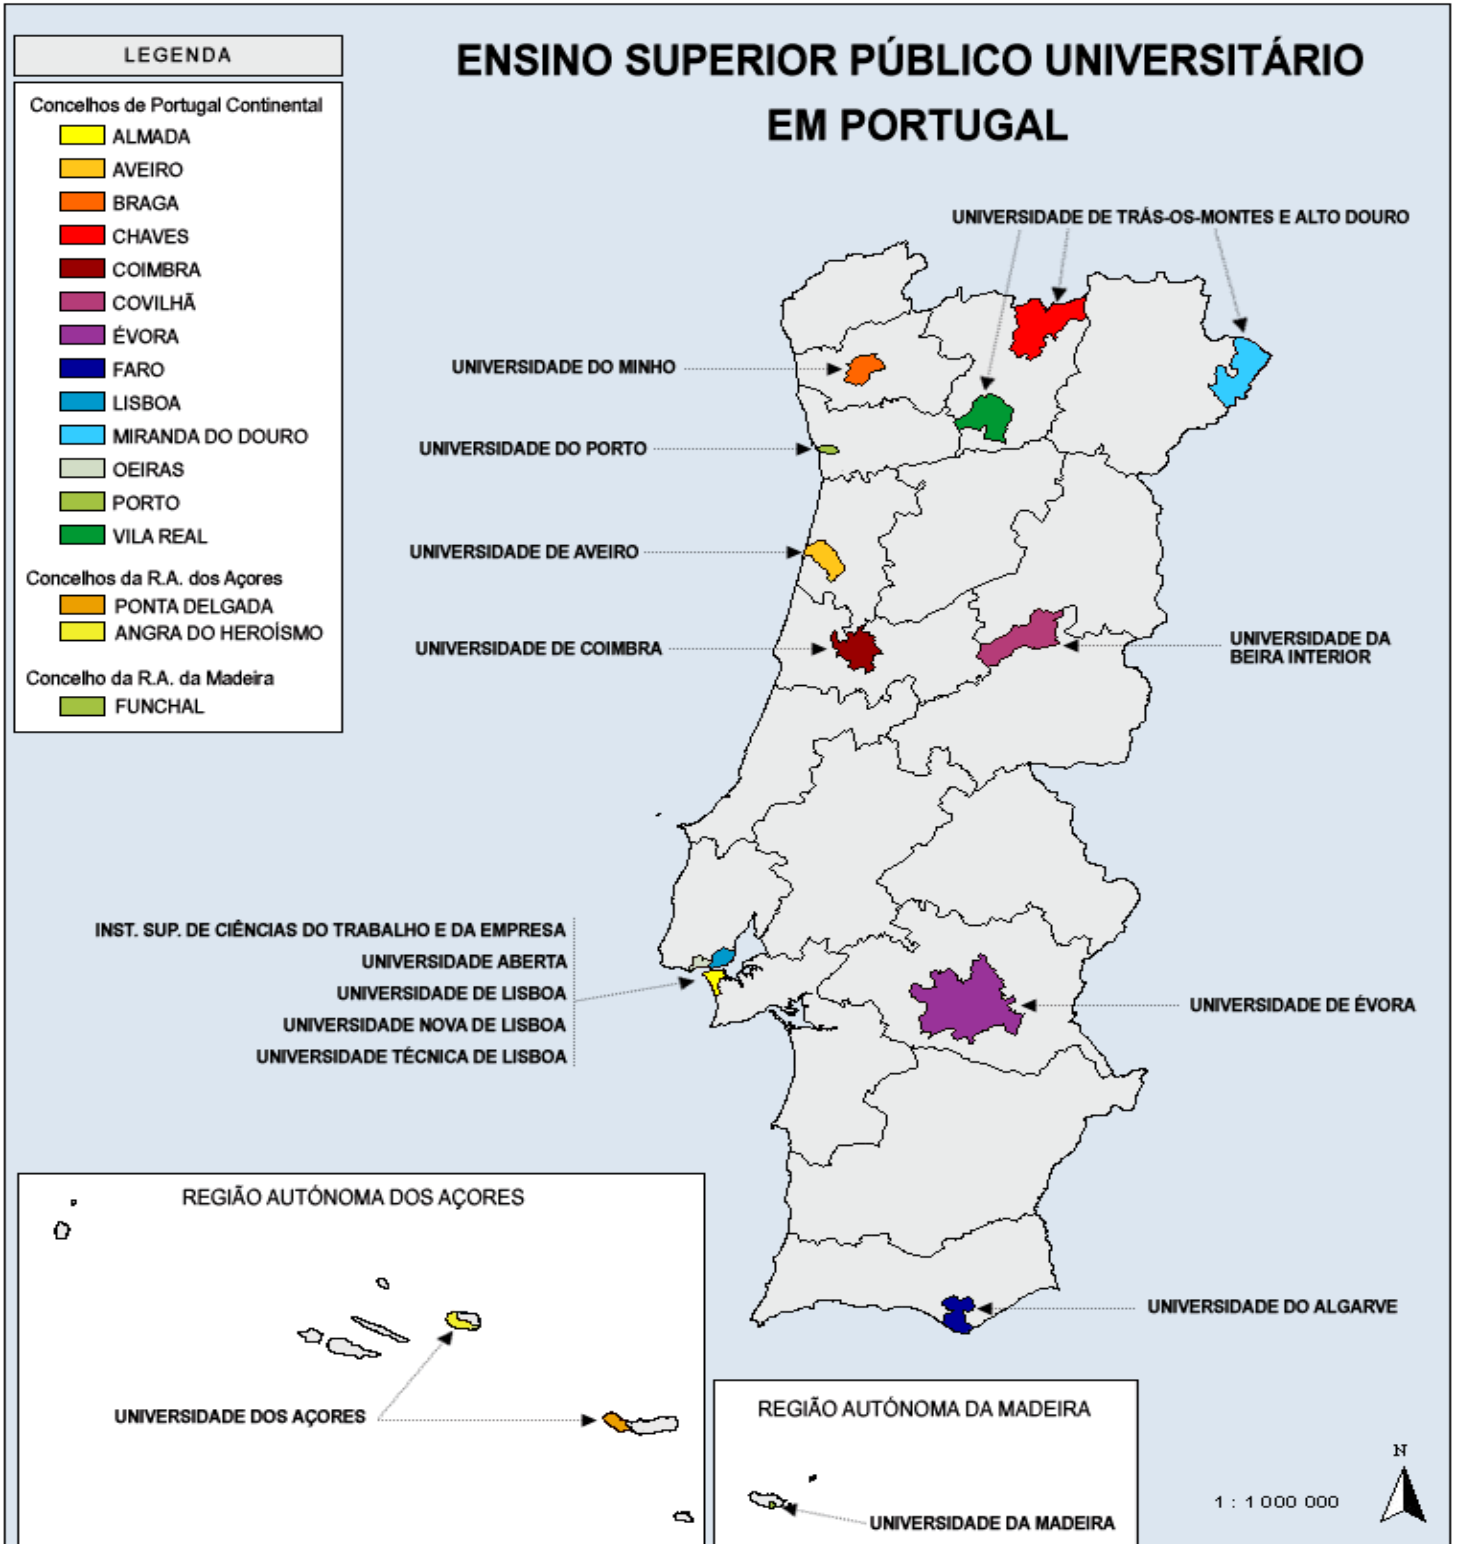 LEGENDA
Concelhos de Portugal Continental
ALMADA
AVEIRO
BRAGA
CHAVES
COIMBRA
COVILHÃ
ÉVORA
FARO
LISBOA
MIRANDA DO DOURO
OEIRAS
PORTO
VILA REAL
Concelhos da R.A. dos Açores
PONTA DELGADA
ANGRA DO HEROÍSMO
Concelho da R.A. da Madeira
FUNCHAL
ENSINO SUPERIOR PÚBLICO UNIVERSITÁRIO
EM PORTUGAL
UNIVERSIDADE DE TRÁS-OS-MONTES E ALTO DOURO
UNIVERSIDADE DO MINHO
UNIVERSIDADE DO PORTO
UNIVERSIDADE DE AVEIRO
UNIVERSIDADE DE COIMBRA
UNIVERSIDADE DA
BEIRA INTERIOR
INST. SUP. DE CIÊNCIAS DO TRABALHO E DA EMPRESA
UNIVERSIDADE ABERTA
UNIVERSIDADE DE LISBOA
UNIVERSIDADE NOVA DE LISBOA
UNIVERSIDADE TÉCNICA DE LISBOA
UNIVERSIDADE DE ÉVORA
UNIVERSIDADE DO ALGARVE
REGIÃO AUTÓNOMA DOS AÇORES
UNIVERSIDADE DOS AÇORES
REGIÃO AUTÓNOMA DA MADEIRA
UNIVERSIDADE DA MADEIRA
N
1 : 1 000 000